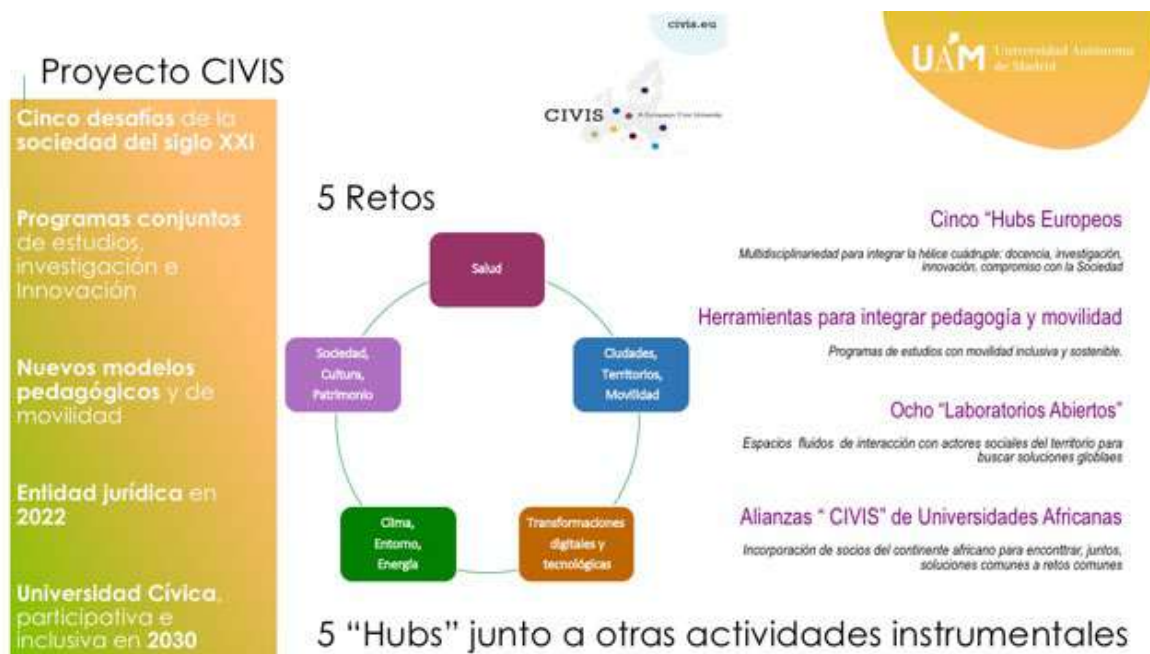 civis.eu
UAM Universidad Autónoma
de Madrid
Proyecto CIVIS
CIVIS A European Civic University
Cinco desafíos de la
sociedad del siglo XXI
Programas conjuntos
de estudios,
investigación e
Innovación
Nuevos modelos
pedagógicos y de
movilidad
Entidad jurídica en
2022
Universidad Cívica,
participativa e
inclusiva en 2030
5 Retos
Salud
Sociedad,
Cultura,
Patrimonio
Ciudades,
Territorios,
Movilidad
Clima,
Entorno,
Energía
Transformaciones
digitales y
tecnológicas
Cinco "Hubs Europeos
Multidisciplinariedad para integrar la hélice cuádruple: docencia, investigación,
innovación, compromiso con la Sociedad
Herramientas para integrar pedagogía y movilidad
Programas de estudios con movilidad inclusiva y sostenible.
Ocho "Laboratorios Abiertos"
Espacios fluidos de interacción con actores sociales del territorio para
buscar soluciones globlaes
Alianzas " CIVIS" de Universidades Africanas
Incorporación de socios del continente africano para enconttrar, juntos,
soluciones comunes a retos comunes
5 "Hubs" junto a otras actividades instrumentales